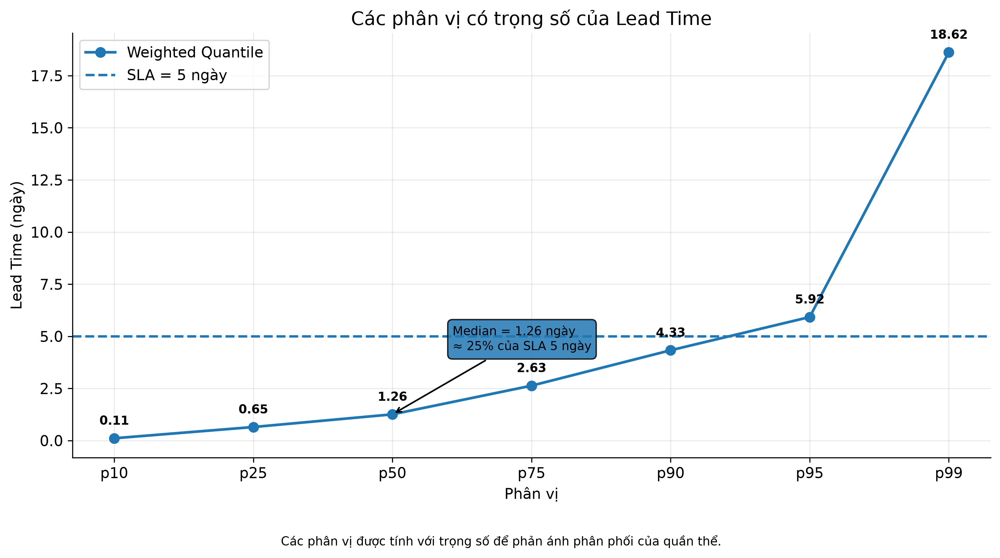 Các phân vị có trọng số của Lead Time
Weighted Quantile
SLA = 5 ngày
Lead Time (ngày)
17.5
15.0
12.5
10.0
7.5
5.0
2.5
0.0
0.11
0.65
1.26
2.63
4.33
5.92
18.62
Median = 1.26 ngày
≈ 25% của SLA 5 ngày
p10 p25 p50 p75 p90 p95 p99
Phân vị
Các phân vị được tính với trọng số để phản ánh phân phối của quần thể.